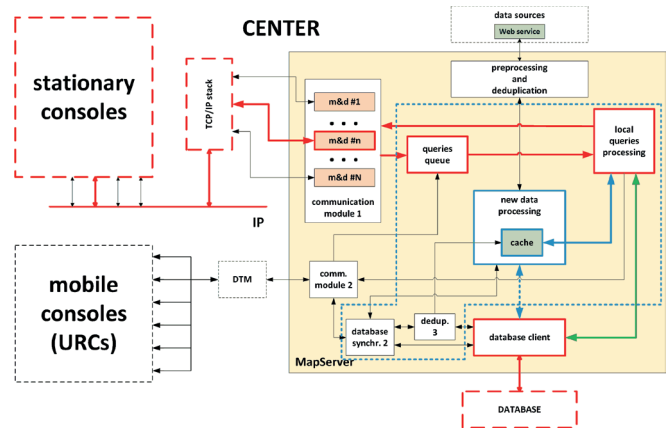 CENTER
data sources
Web service
stationary
consoles
TCP/IP stack
preprocessing
and
deduplication
m&d #1
• • •
m&d #n
• • •
m&d #N
communication
module 1
queries
queue
local
queries
processing
IP
new data
processing
cache
mobile
consoles
(URCs)
DTM
comm.
module 2
database
synchr. 2
dedup.
3
database client
MapServer
DATABASE